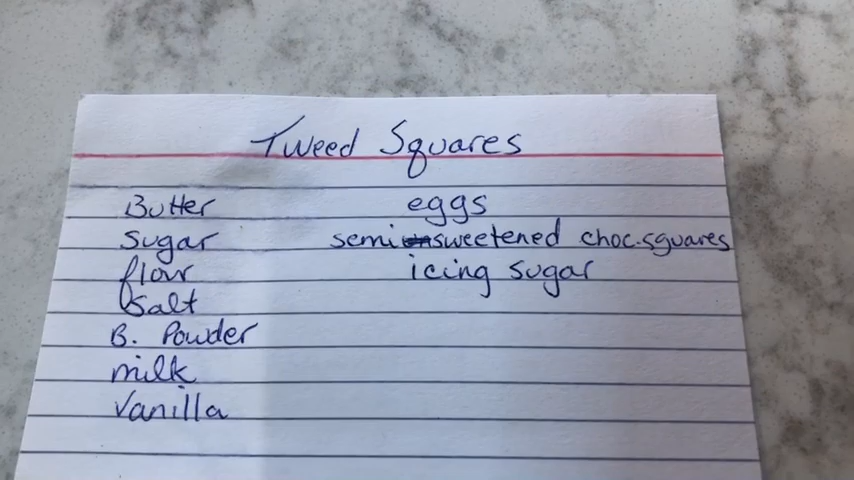 Tweed Squares
Butter
sugar
flour
Salt
B. Powder
milk
Vanilla
eggs
semisweetened choc.squares
icing sugar